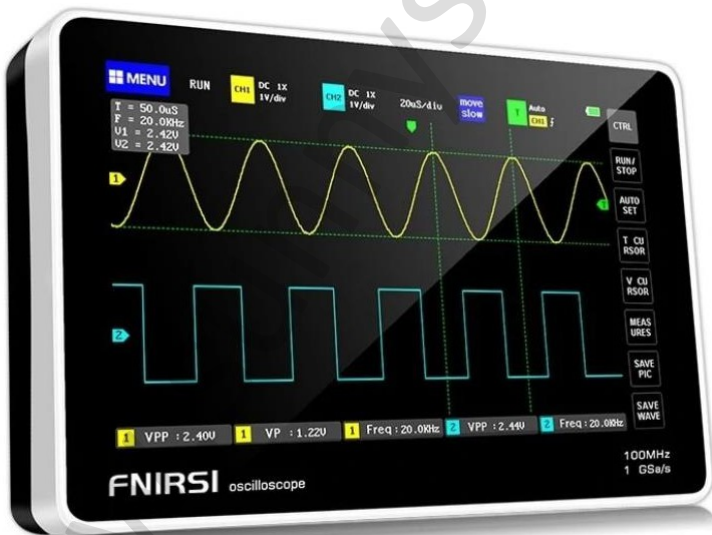 MENU
RUN
CH1
DC 1X
1V/div
CH2
DC 1X
1V/div
20uS/div
move
slow
T
Auto
CH1
CTRL
T = 50.0uS
F = 20.0KHz
V1 = 2.42V
V2 = 2.42V
RUN/
STOP
AUTO
SET
T CU
RSOR
V CU
RSOR
MEAS
URES
SAVE
PIC
SAVE
WAVE
1
T
2
1 VPP :2.40V
1 VP :1.22V
1 Freq:20.0KHz
2 VPP :2.44V
2 Freq:20.0KHz
FNIRSI oscilloscope
100MHz
1 GSa/s